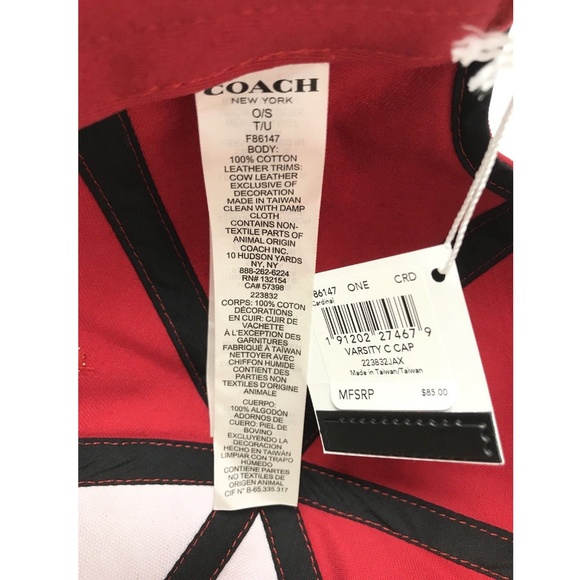 COACH
NEW YORK
O/S
T/U
F86147
BODY:
100% COTTON
LEATHER TRIMS:
COW LEATHER
EXCLUSIVE OF
DECORATION
MADE IN TAIWAN
CLEAN WITH DAMP
CLOTH
CONTAINS NON-
TEXTILE PARTS OF
ANIMAL ORIGIN
COACH INC.
10 HUDSON YARDS
NY, NY
888-262-6224
RN# 132154
CA# 57398
223832
CORPS: 100% COTON
DÉCORATIONS
EN CUIR: CUIR DE
VACHETTE
À L'EXCEPTION DES
GARNITURES
FABRIQUÉ À TAÏWAN
NETTOYER AVEC
CHIFFON HUMIDE
CONTIENT DES
PARTIES NON
TEXTILES D'ORIGINE
ANIMALE
CUERPO:
100% ALGODÓN
ADORNOS DE
CUERO: PIEL DE
BOVINO
EXCLUYENDO LA
DECORACIÓN
HECHO EN TAIWÁN
LIMPIAR CON TRAPO
HÚMEDO
CONTIENE PARTES
NO TEXTILES DE
ORIGEN ANIMAL
CIF N° B-65.335.317
F86147 ONE CRD
Cardinal
1 91202 27467 9
VARSITY C CAP
223832JAX
Made in Taiwan/Taiwan
MFSRP $85.00